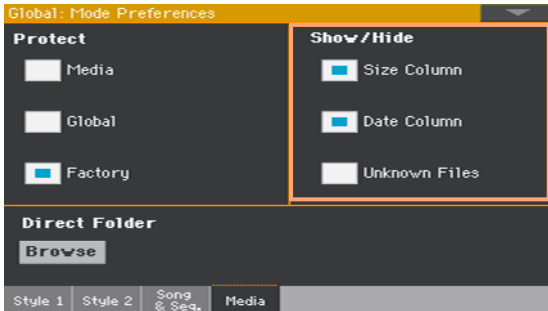 Global: Mode Preferences
Protect
Media
Global
Factory
Show/Hide
Size Column
Date Column
Unknown Files
Direct Folder
Browse
Style 1
Style 2
Song
& Seq.
Media